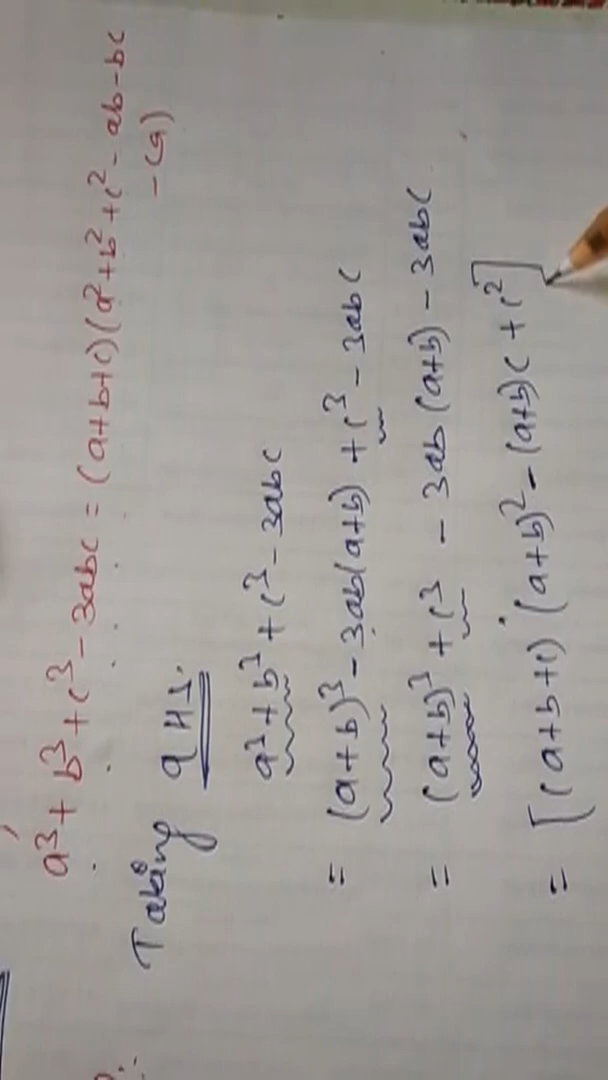 a³ + b³ + c³ - 3abc = (a+b+c)(a²+b²+c²-ab-bc
-ca)
Taking LHS.
a³+b³+c³-3abc
= (a+b)³-3ab(a+b)+c³-3abc
= (a+b)³+c³ - 3ab(a+b)-3abc
= [(a+b+c)(a+b)²-(a+b)c+c²]